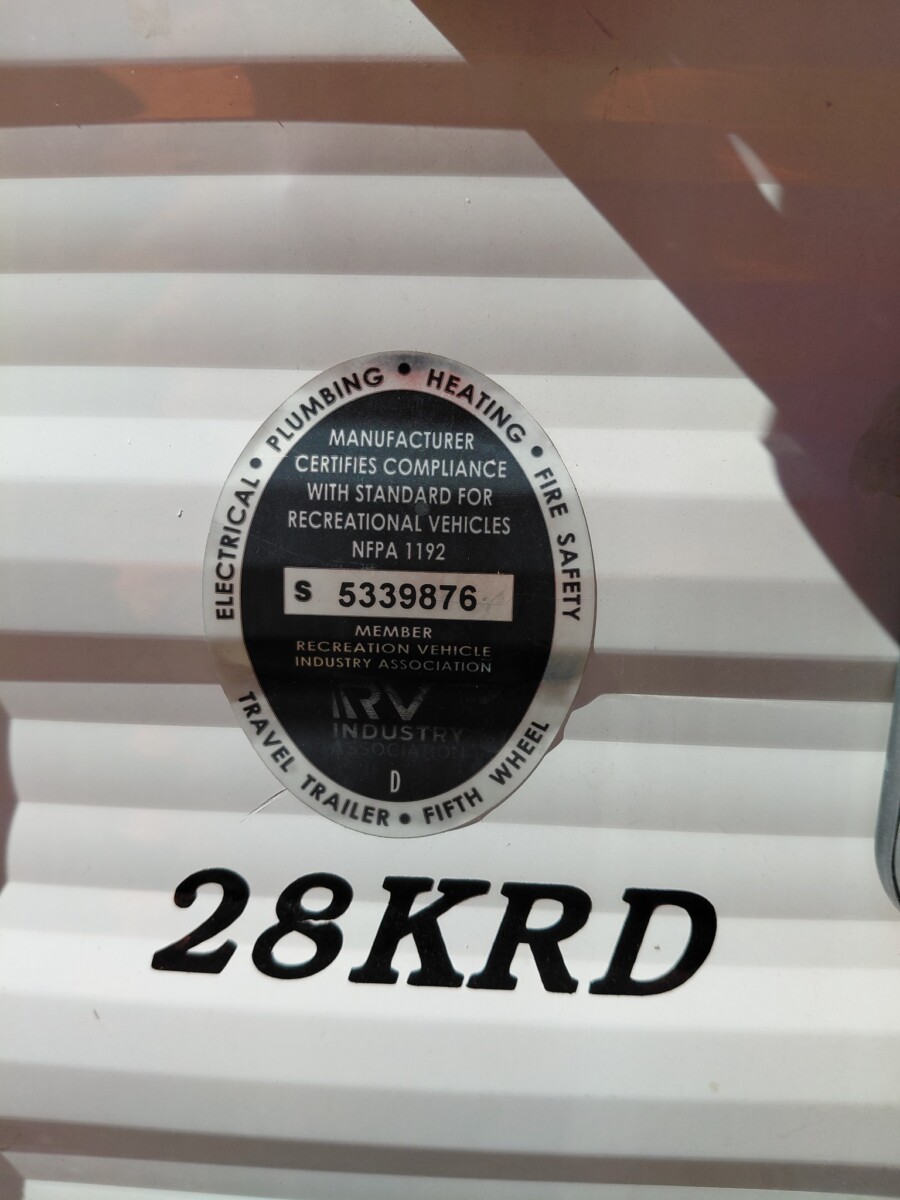 ELECTRICAL • PLUMBING • HEATING • FIRE SAFETY
MANUFACTURER
CERTIFIES COMPLIANCE
WITH STANDARD FOR
RECREATIONAL VEHICLES
NFPA 1192
S 5339876
MEMBER
RECREATION VEHICLE
INDUSTRY ASSOCIATION
RV
INDUSTRY
ASSOCIATION
D
TRAVEL TRAILER • FIFTH WHEEL
28KRD